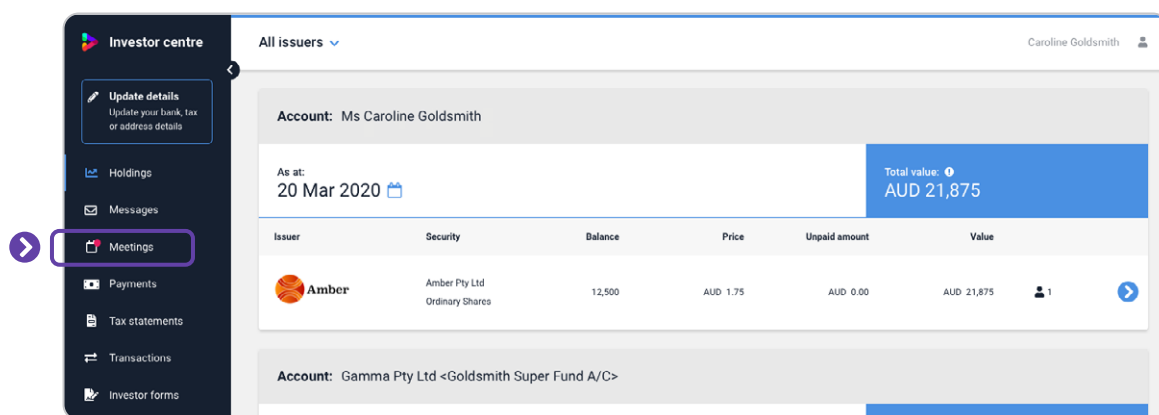 Investor centre
All issuers
Caroline Goldsmith
Update details
Update your bank, tax
or address details
Holdings
Messages
Meetings
Payments
Tax statements
Transactions
Investor forms
Account: Ms Caroline Goldsmith
As at:
20 Mar 2020
Total value:
AUD 21,875
Issuer Security Balance Price Unpaid amount Value
Amber
Amber Pty Ltd
Ordinary Shares
12,500 AUD 1.75 AUD 0.00 AUD 21,875 1
Account: Gamma Pty Ltd <Goldsmith Super Fund A/C>